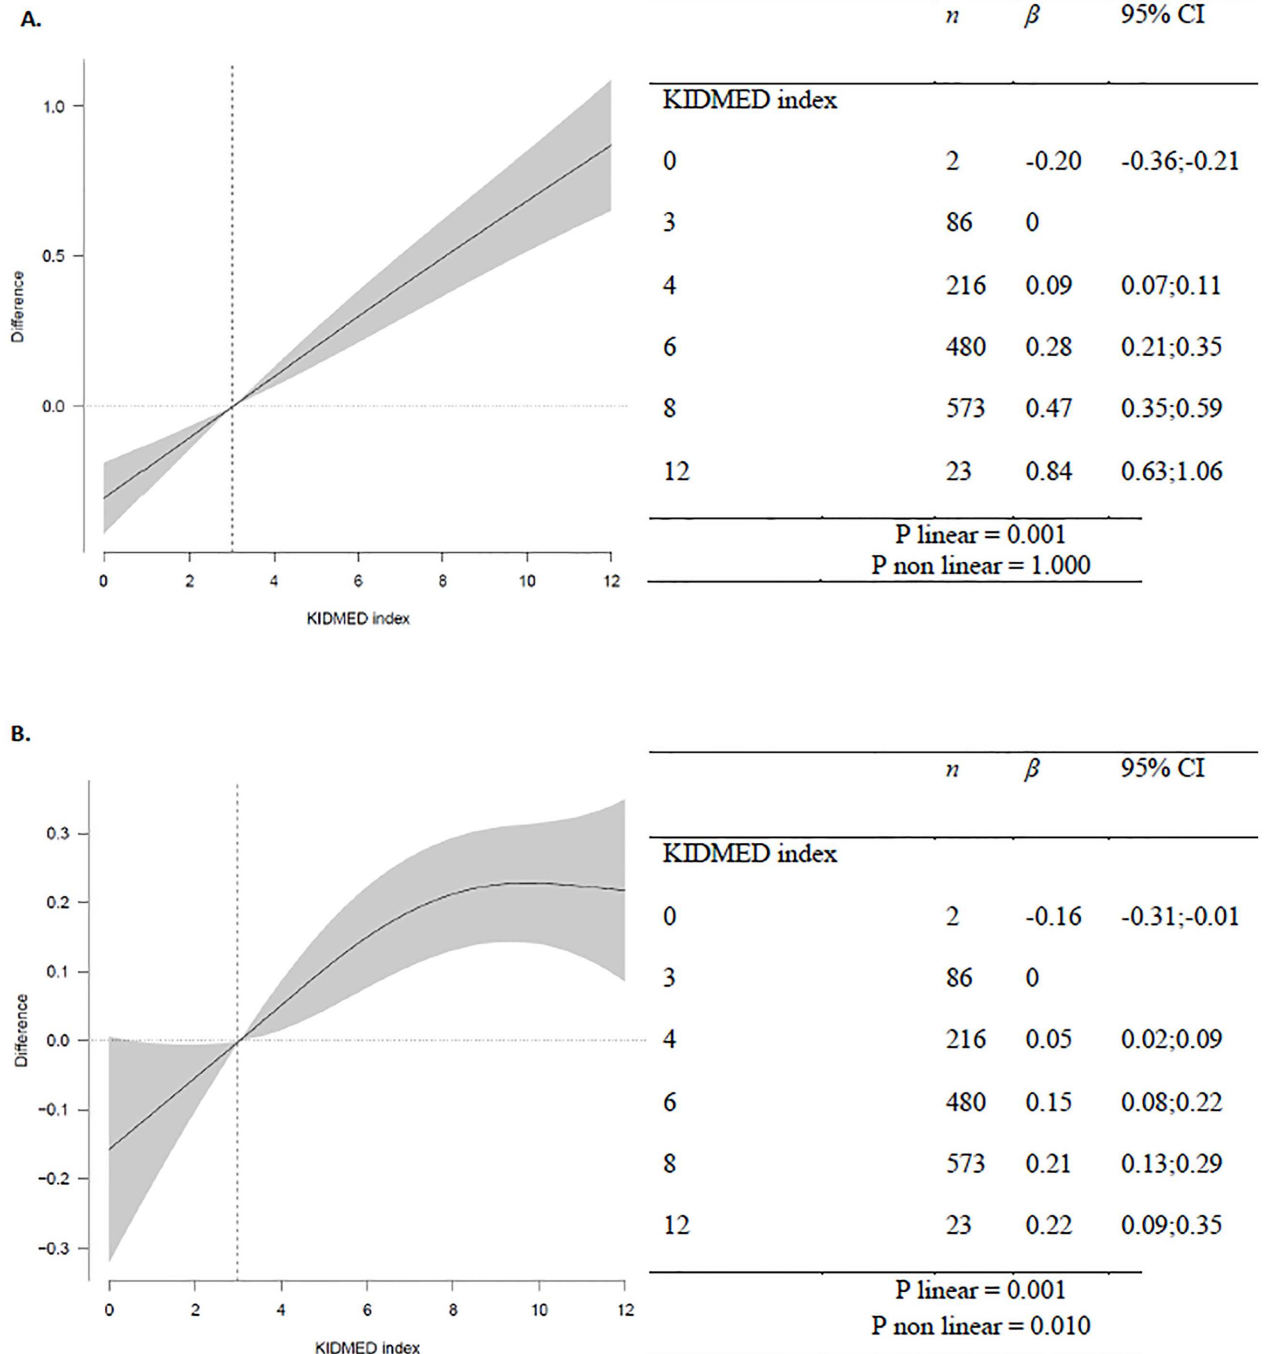 A.
n β 95% CI
KIDMED index
0 2 -0.20 -0.36;-0.21
3 86 0
4 216 0.09 0.07;0.11
6 480 0.28 0.21;0.35
8 573 0.47 0.35;0.59
12 23 0.84 0.63;1.06
P linear = 0.001
P non linear = 1.000
Difference
1.0
0.5
0.0
0 2 4 6 8 10 12
KIDMED index
B.
n β 95% CI
KIDMED index
0 2 -0.16 -0.31;-0.01
3 86 0
4 216 0.05 0.02;0.09
6 480 0.15 0.08;0.22
8 573 0.21 0.13;0.29
12 23 0.22 0.09;0.35
P linear = 0.001
P non linear = 0.010
Difference
0.3
0.2
0.1
0.0
−0.1
−0.2
−0.3
0 2 4 6 8 10 12
KIDMED index